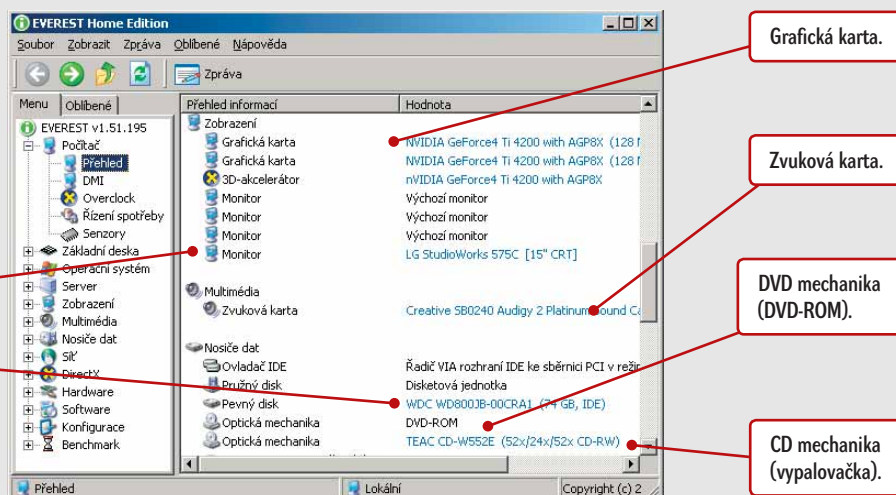 EVEREST Home Edition
Soubor Zobrazit Zpráva Oblíbené Nápověda
Zpráva
Menu Oblíbené
EVEREST v1.51.195
Počítač
Přehled
DMI
Overclock
Řízení spotřeby
Senzory
Základní deska
Operační systém
Server
Zobrazení
Multimédia
Nosiče dat
Síť
DirectX
Hardware
Software
Konfigurace
Benchmark
Přehled informací Hodnota
Zobrazení
Grafická karta NVIDIA GeForce4 Ti 4200 with AGP8X (128
Grafická karta NVIDIA GeForce4 Ti 4200 with AGP8X (128
3D-akcelerátor nVIDIA GeForce4 Ti 4200 with AGP8X
Monitor Výchozí monitor
Monitor Výchozí monitor
Monitor Výchozí monitor
Monitor LG StudioWorks 575C [15" CRT]
Multimédia
Zvuková karta Creative SB0240 Audigy 2 Platinum Sound
Nosiče dat
Ovladač IDE Řadič VIA rozhraní IDE ke sběrnici PCI v
Pružný disk Disketová jednotka
Pevný disk WDC WD800JB-00CRA1 (74 GB, IDE)
Optická mechanika DVD-ROM
Optická mechanika TEAC CD-W552E (52x/24x/52x CD-RW)
Přehled Lokální Copyright (c) 2
Grafická karta.
Zvuková karta.
DVD mechanika
(DVD-ROM).
CD mechanika
(vypalovačka).